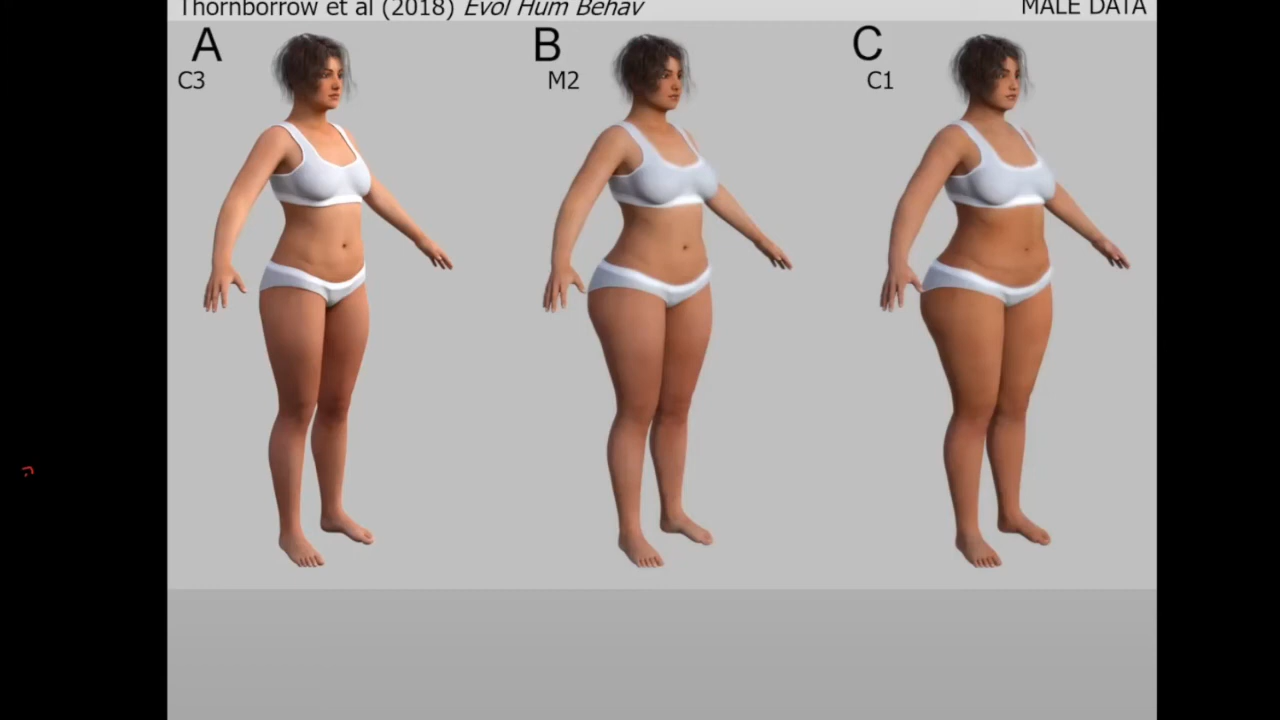 Thornborrow et al (2018) Evol Hum Behav
MALE DATA
A
B
C
C3
M2
C1